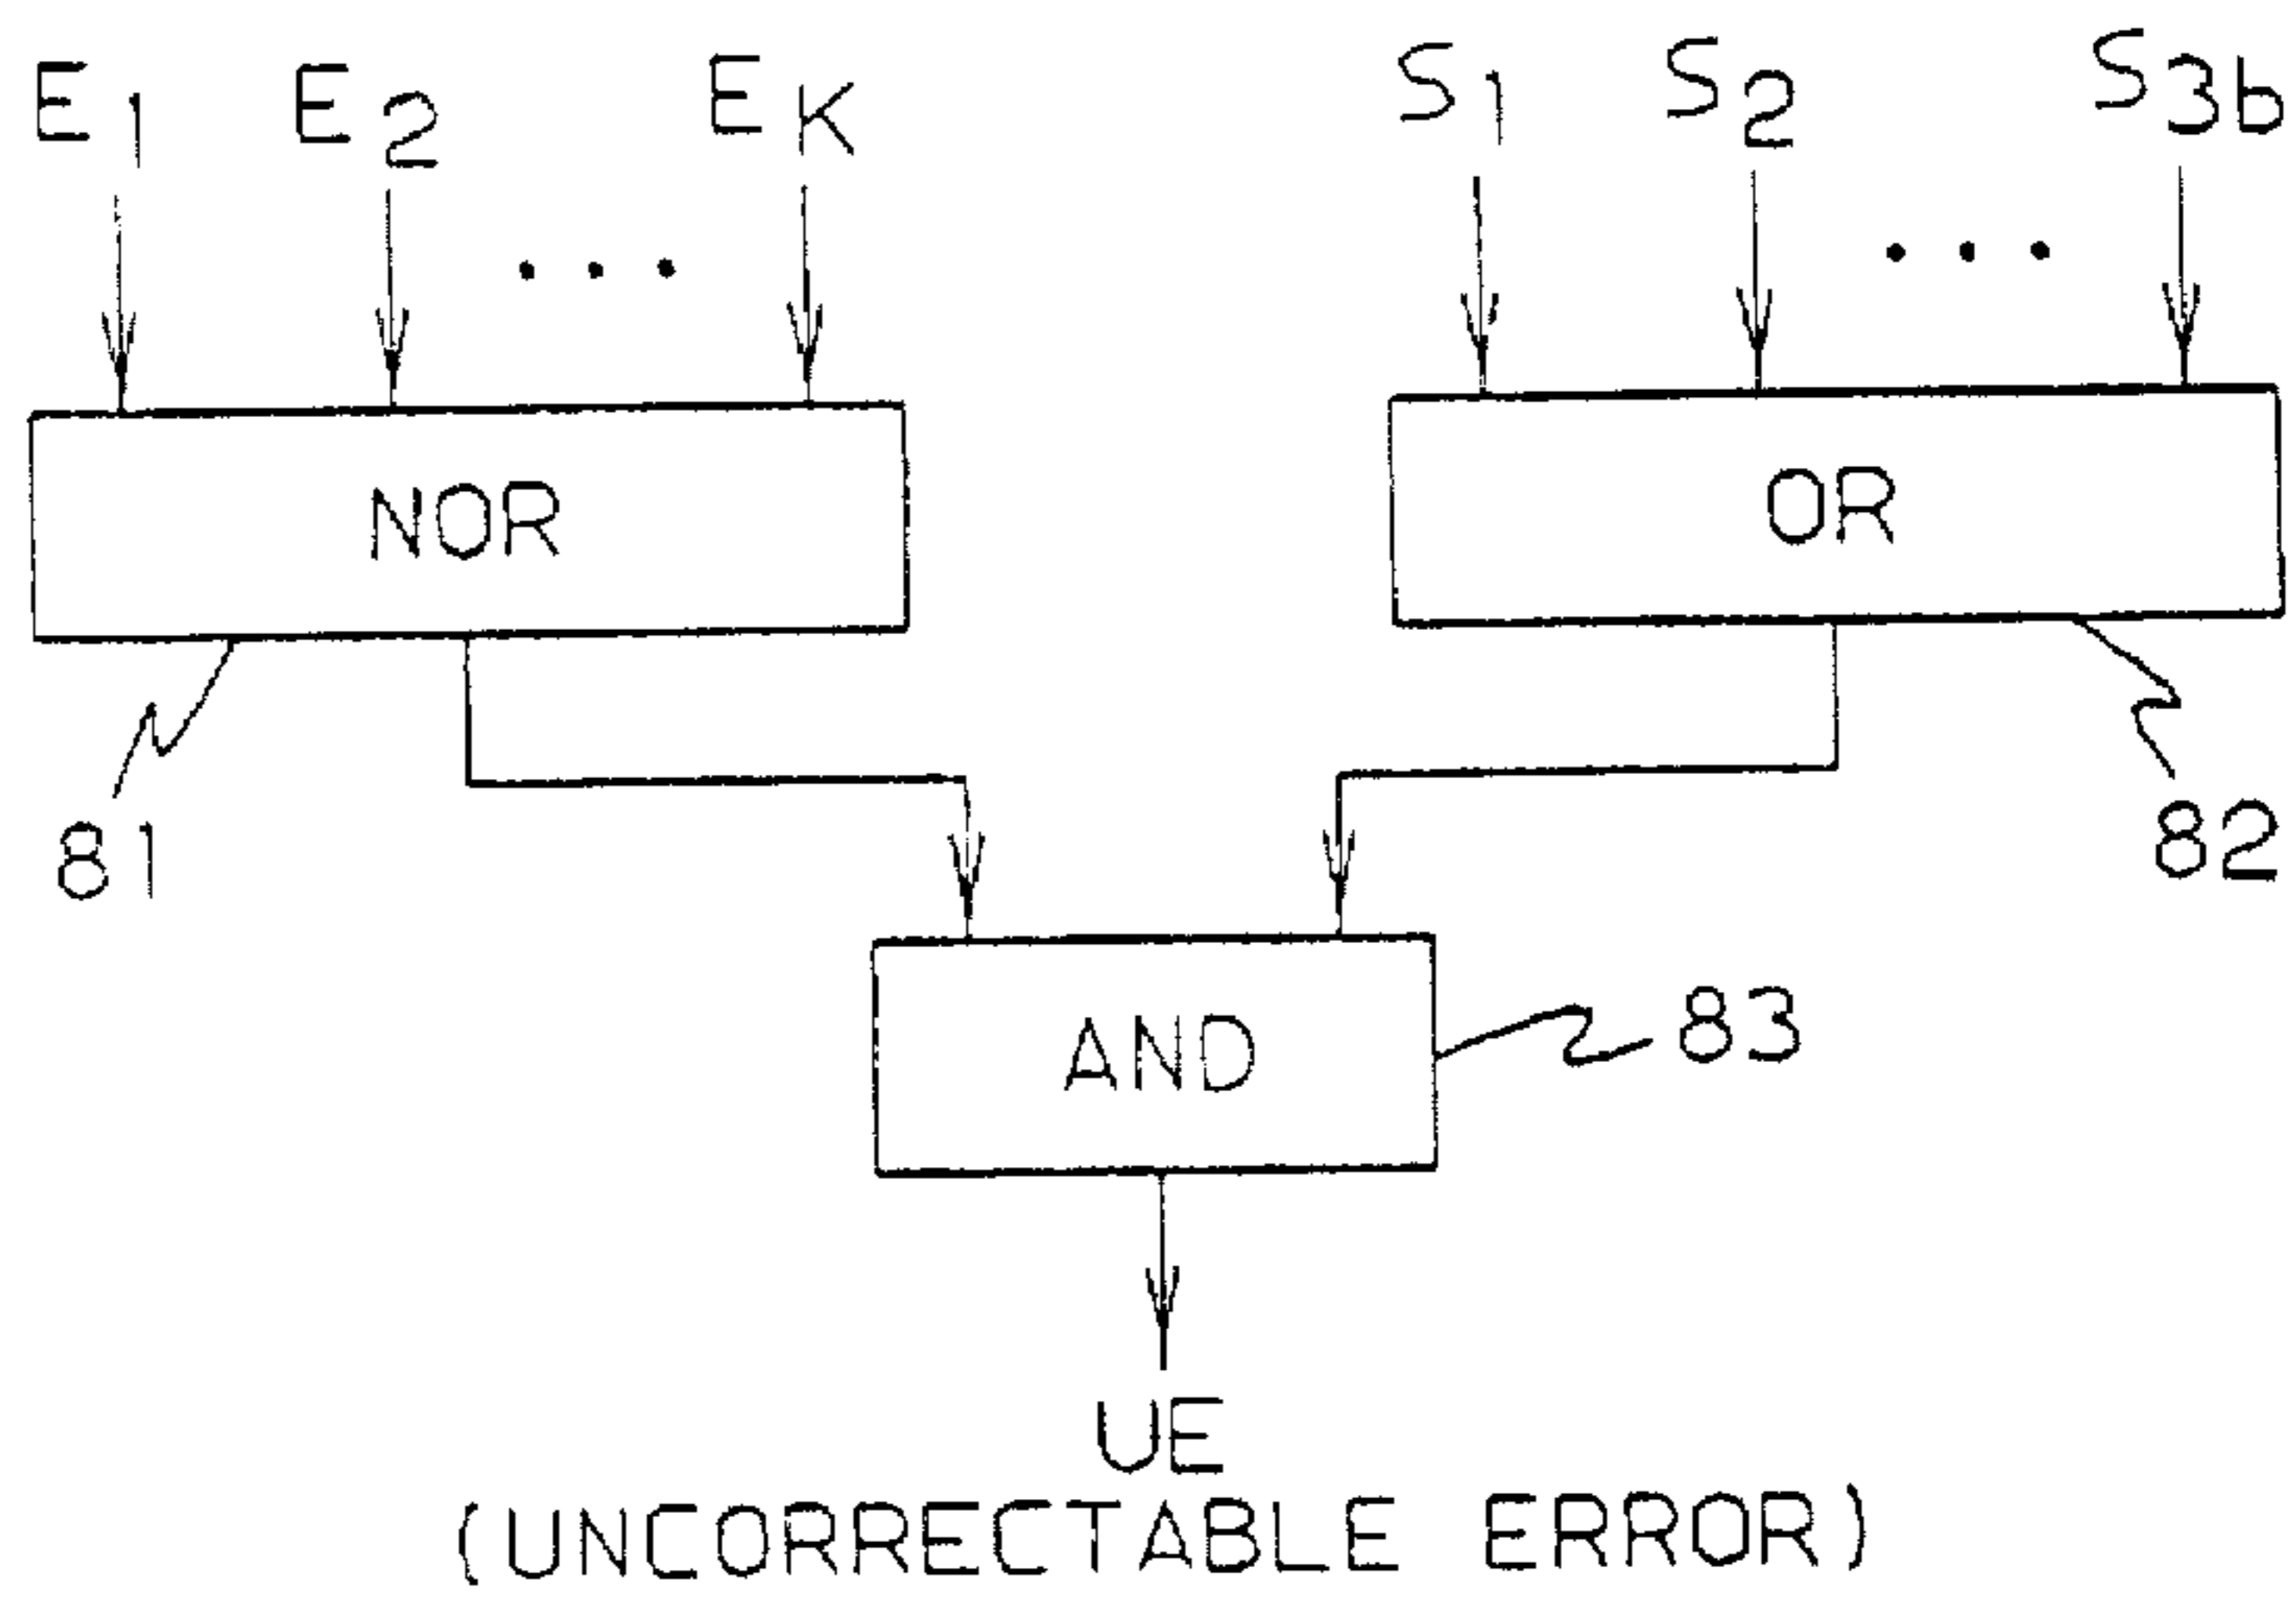 E1 E2 EK S1 S2 S3b
NOR OR
81 82
AND 83
UE
(UNCORRECTABLE ERROR)